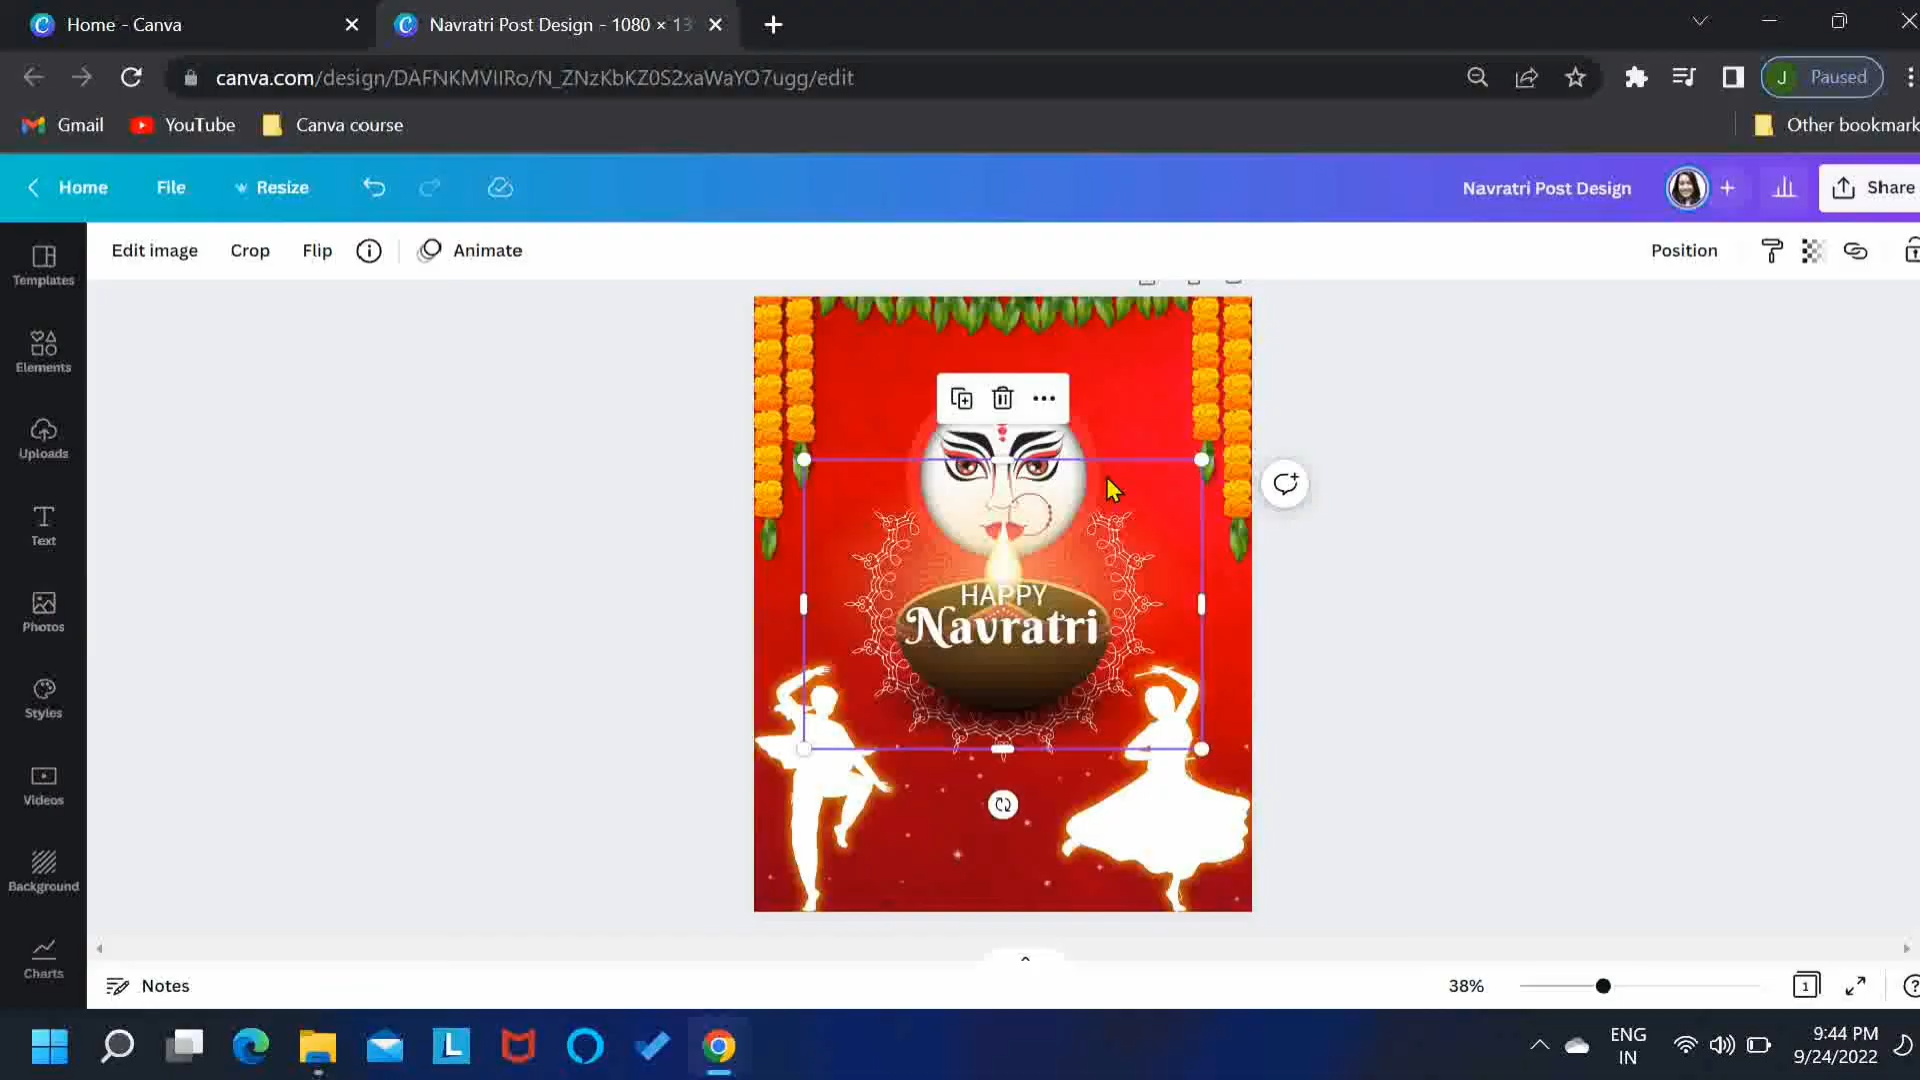 Home - Canva
Navratri Post Design - 1080 × 13
canva.com/design/DAFNKMVIIRo/N_ZNzKbKZ0S2xaWaYO7ugg/edit
J Paused
Gmail YouTube Canva course
Other bookmark
Home File Resize
Navratri Post Design
Share
Edit image Crop Flip Animate
Position
Templates
Elements
Uploads
Text
Photos
Styles
Videos
Background
Charts
HAPPY
Navratri
Notes
38%
1
ENG
IN
9:44 PM
9/24/2022